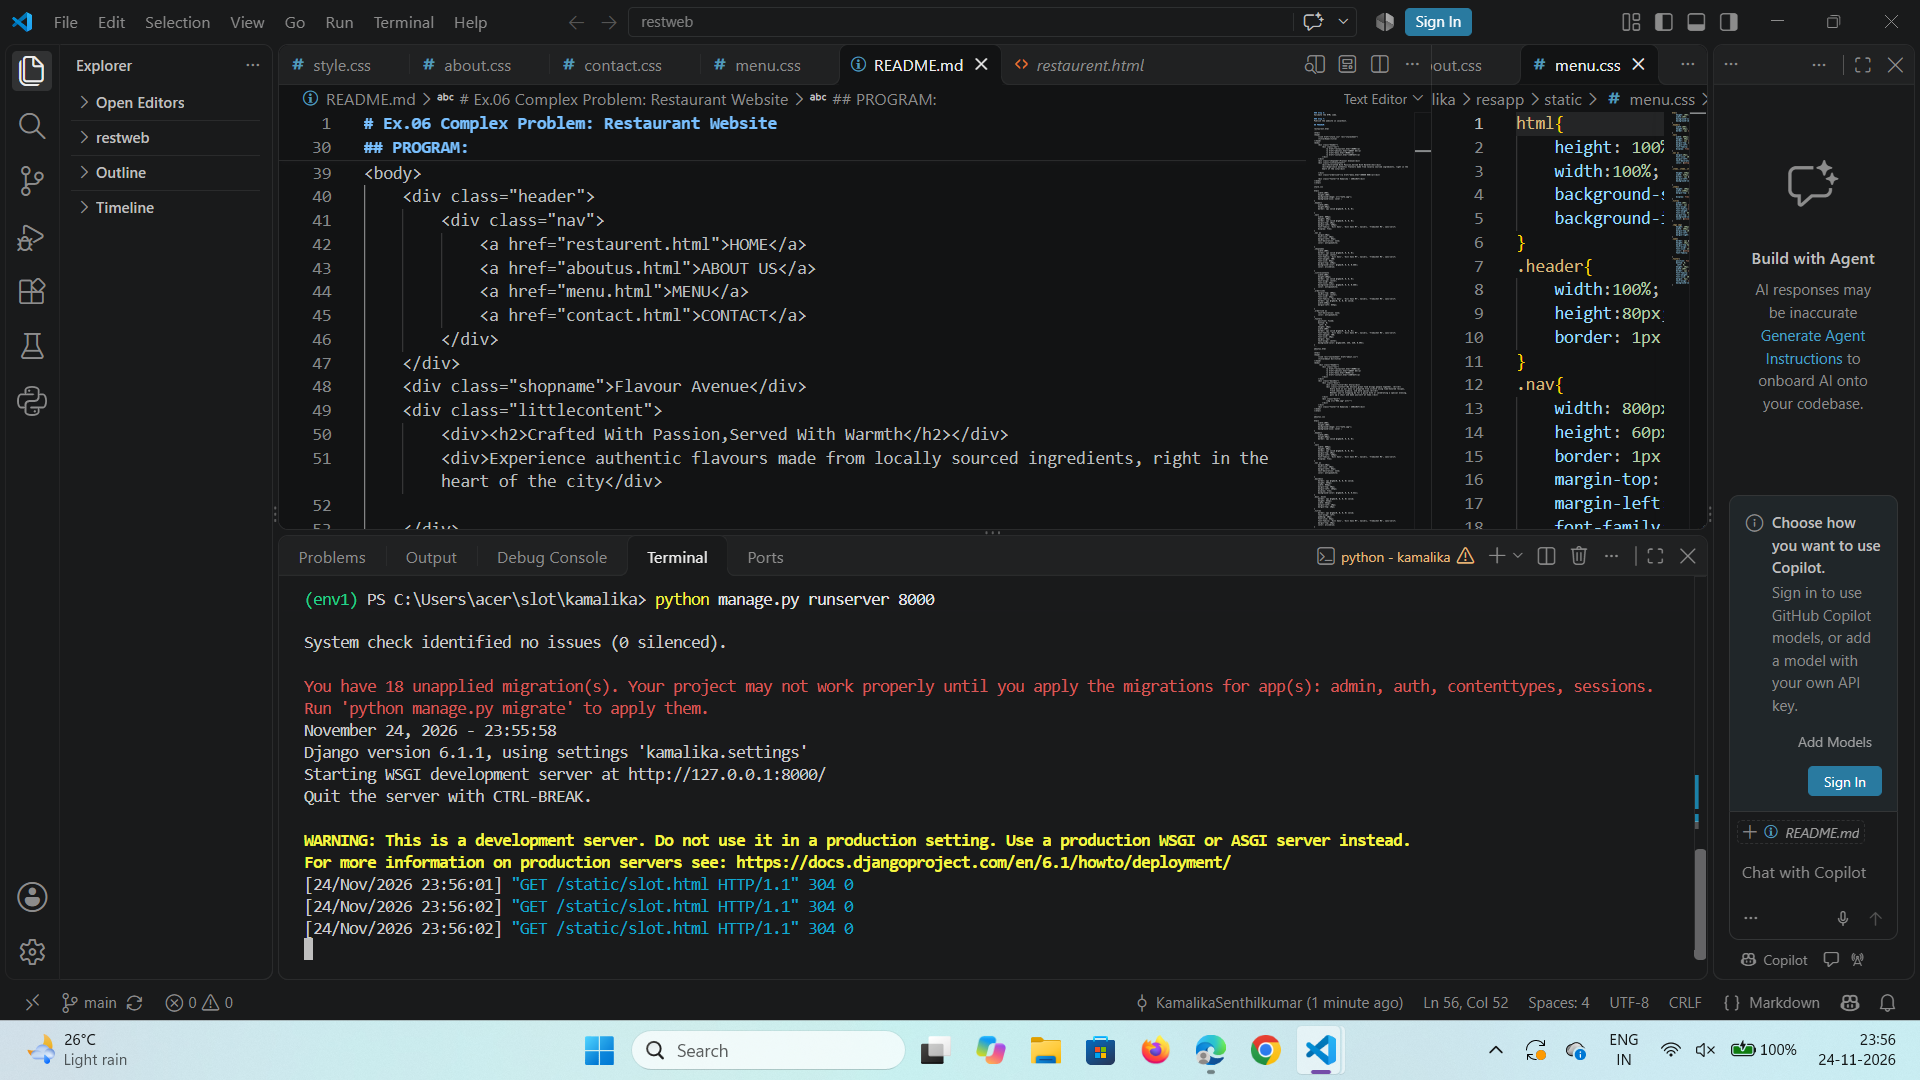 File Edit Selection View Go Run Terminal Help
restweb
Sign In
Explorer
Open Editors
restweb
Outline
Timeline
# style.css
# about.css
# contact.css
# menu.css
README.md
<> restaurent.html
out.css
# menu.css
README.md > abc # Ex.06 Complex Problem: Restaurant Website > abc ## PROGRAM:
Text Editor
lika > resapp > static > # menu.css >
1 # Ex.06 Complex Problem: Restaurant Website
30 ## PROGRAM:
39 <body>
40 <div class="header">
41 <div class="nav">
42 <a href="restaurent.html">HOME</a>
43 <a href="aboutus.html">ABOUT US</a>
44 <a href="menu.html">MENU</a>
45 <a href="contact.html">CONTACT</a>
46 </div>
47 </div>
48 <div class="shopname">Flavour Avenue</div>
49 <div class="littlecontent">
50 <div><h2>Crafted With Passion,Served With Warmth</h2></div>
51 <div>Experience authentic flavours made from locally sourced ingredients, right in the
heart of the city</div>
52
53 </div>
1 html{
2 height: 100%
3 width:100%;
4 background-s
5 background-i
6 }
7 .header{
8 width:100%;
9 height:80px
10 border: 1px
11 }
12 .nav{
13 width: 800px
14 height: 60px
15 border: 1px
16 margin-top:
17 margin-left
18 font-family
Build with Agent
AI responses may
be inaccurate
Generate Agent
Instructions to
onboard AI onto
your codebase.
Choose how
you want to use
Copilot.
Sign in to use
GitHub Copilot
models, or add
a model with
your own API
key.
Add Models
Sign In
README.md
Chat with Copilot
Copilot
Problems Output Debug Console Terminal Ports
python - kamalika
(env1) PS C:\Users\acer\slot\kamalika> python manage.py runserver 8000
System check identified no issues (0 silenced).
You have 18 unapplied migration(s). Your project may not work properly until you apply the migrations for app(s): admin, auth, contenttypes, sessions.
Run 'python manage.py migrate' to apply them.
November 24, 2026 - 23:55:58
Django version 6.1.1, using settings 'kamalika.settings'
Starting WSGI development server at http://127.0.0.1:8000/
Quit the server with CTRL-BREAK.
WARNING: This is a development server. Do not use it in a production setting. Use a production WSGI or ASGI server instead.
For more information on production servers see: https://docs.djangoproject.com/en/6.1/howto/deployment/
[24/Nov/2026 23:56:01] "GET /static/slot.html HTTP/1.1" 304 0
[24/Nov/2026 23:56:02] "GET /static/slot.html HTTP/1.1" 304 0
[24/Nov/2026 23:56:02] "GET /static/slot.html HTTP/1.1" 304 0
main 0 0
KamalikaSenthilkumar (1 minute ago) Ln 56, Col 52 Spaces: 4 UTF-8 CRLF {} Markdown
26°C
Light rain
Search
ENG
IN
100%
23:56
24-11-2026